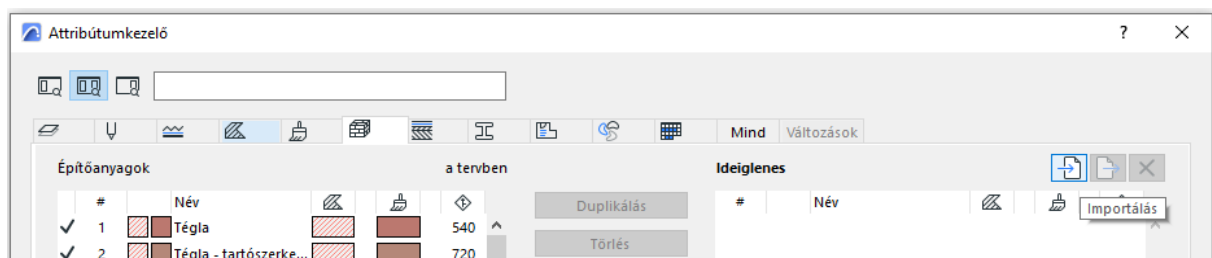 Attribútumkezelő ?
Mind Változások
Építőanyagok a tervben Ideiglenes
# Név Duplikálás # Név Importálás
1 Tégla 540 Törlés
2 Tégla - tartószerke... 720